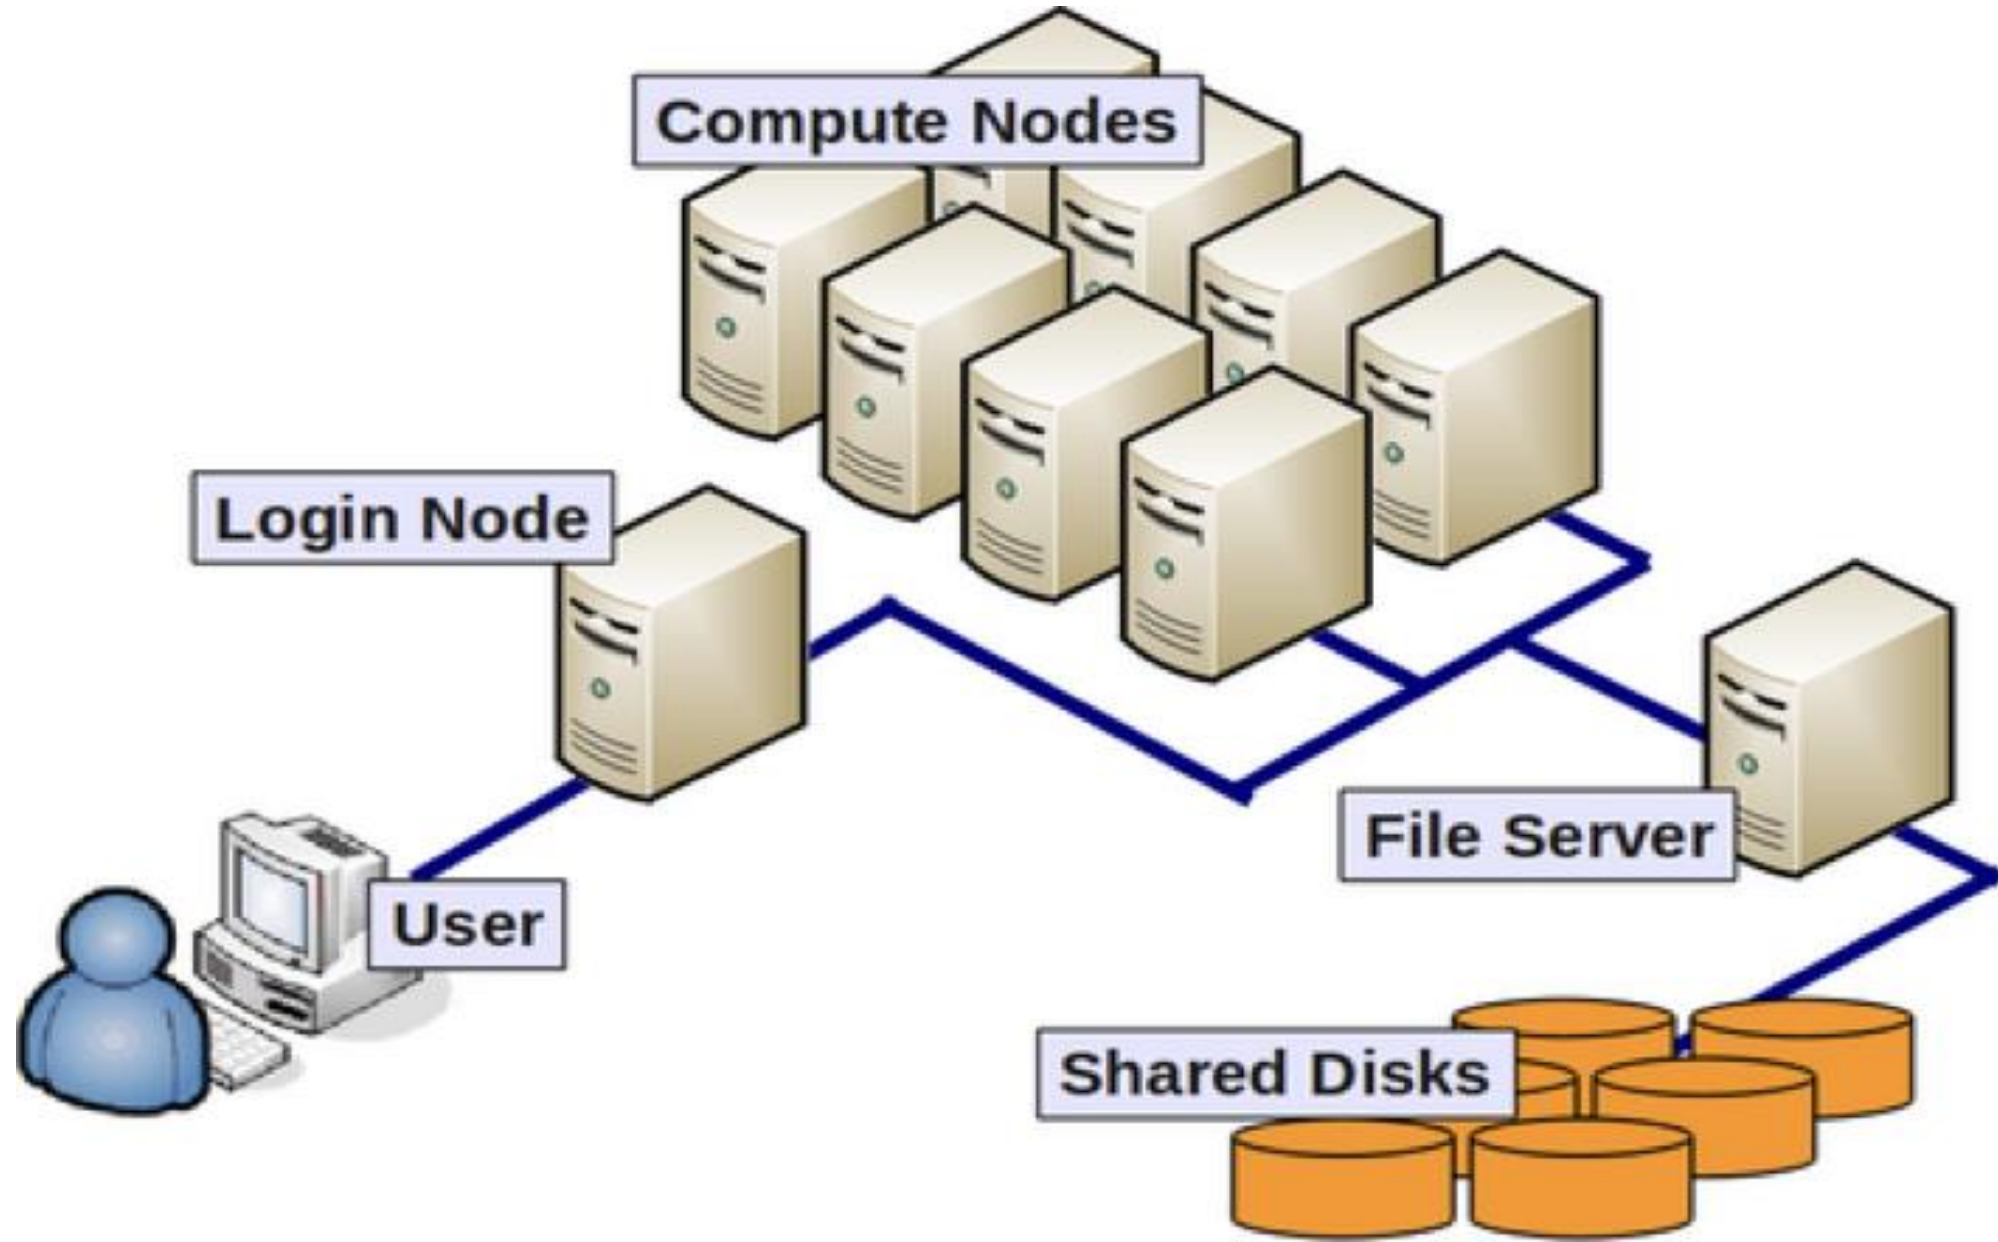 Compute Nodes
Login Node
File Server
User
Shared Disks